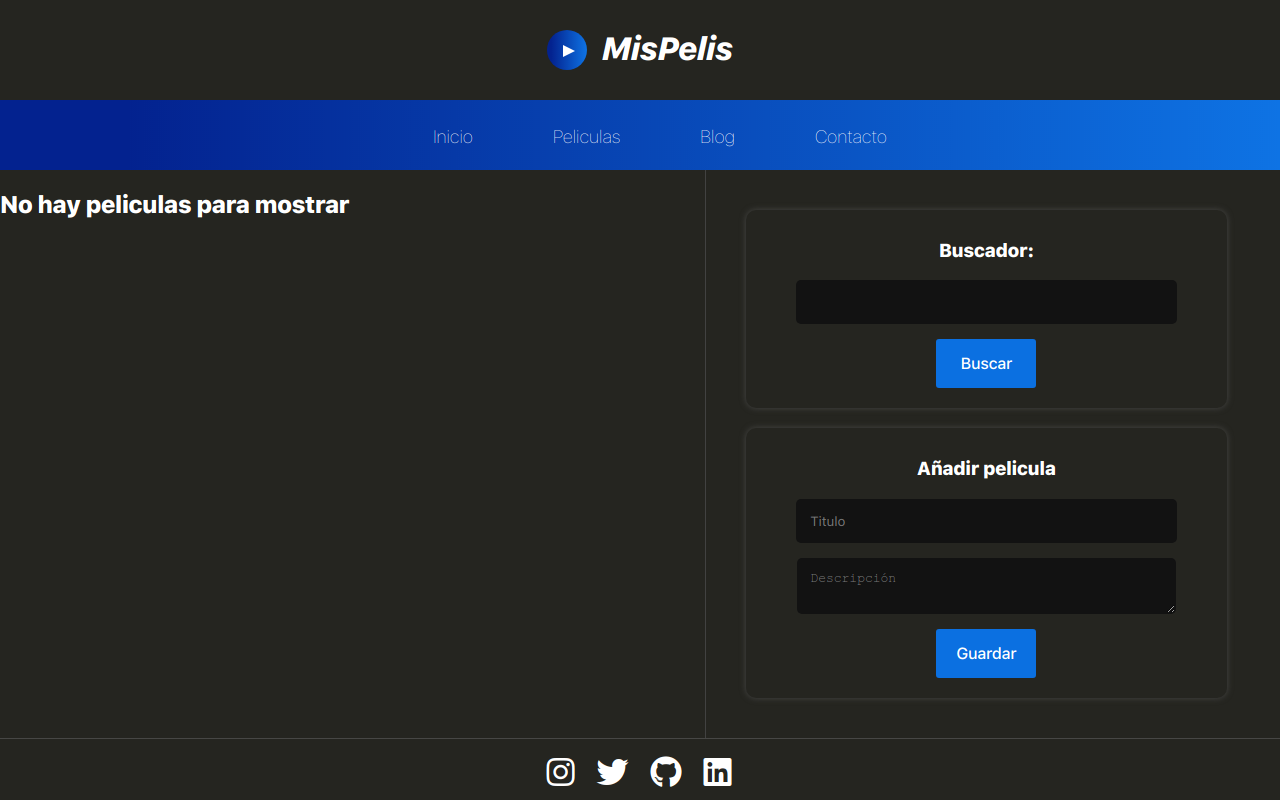 MisPelis
Inicio Peliculas Blog Contacto
No hay peliculas para mostrar
Buscador:
Buscar
Añadir pelicula
Titulo
Descripción
Guardar